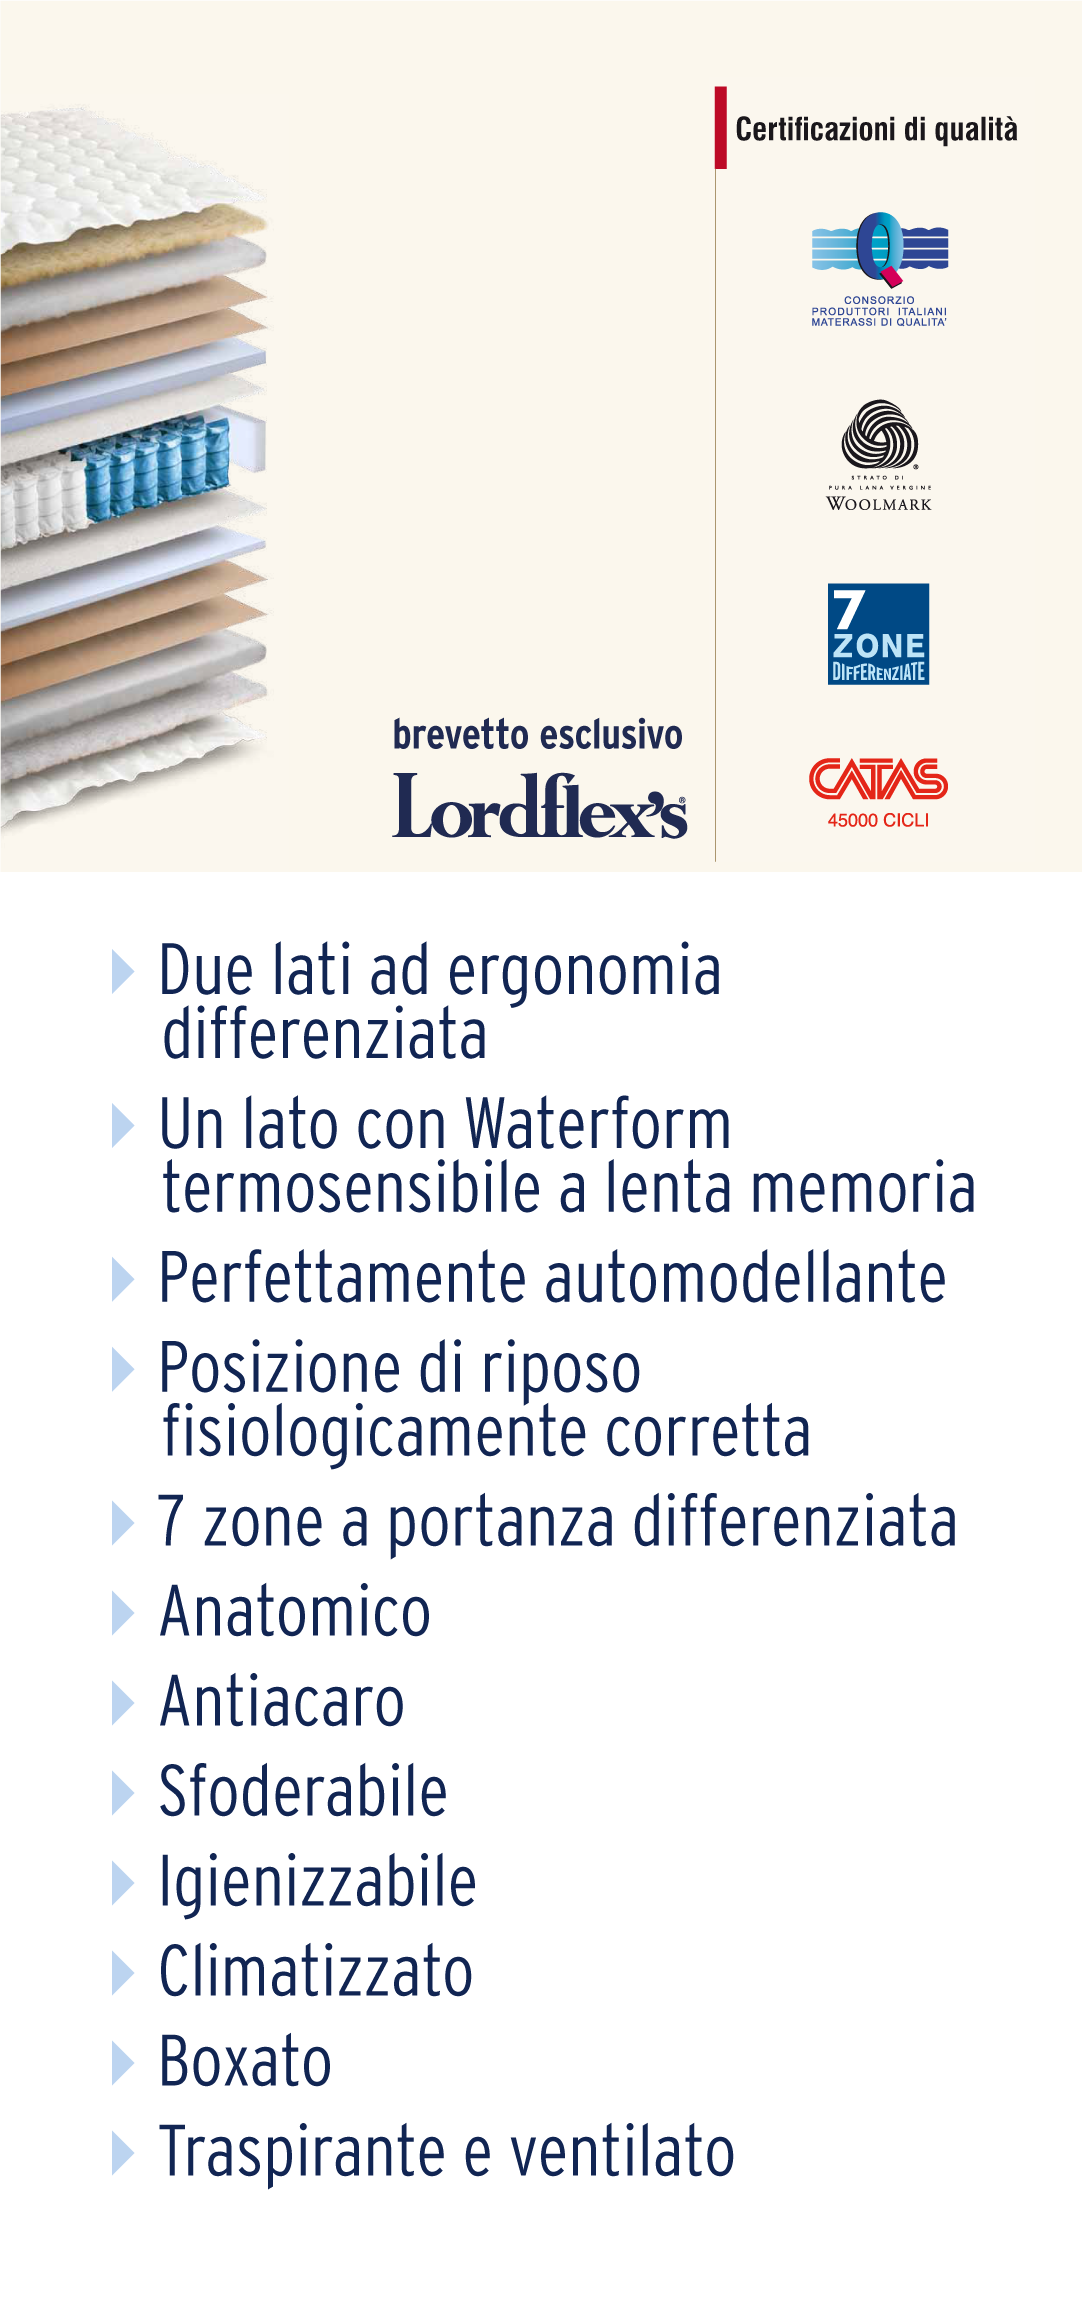 Certificazioni di qualità
CONSORZIO
PRODUTTORI ITALIANI
MATERASSI DI QUALITA'
STRATO DI
PURA LANA VERGINE
WOOLMARK
7
ZONE
DIFFERENZIATE
CATAS
45000 CICLI
brevetto esclusivo
Lordflex's®
Due lati ad ergonomia
differenziata
Un lato con Waterform
termosensibile a lenta memoria
Perfettamente automodellante
Posizione di riposo
fisiologicamente corretta
7 zone a portanza differenziata
Anatomico
Antiacaro
Sfoderabile
Igienizzabile
Climatizzato
Boxato
Traspirante e ventilato